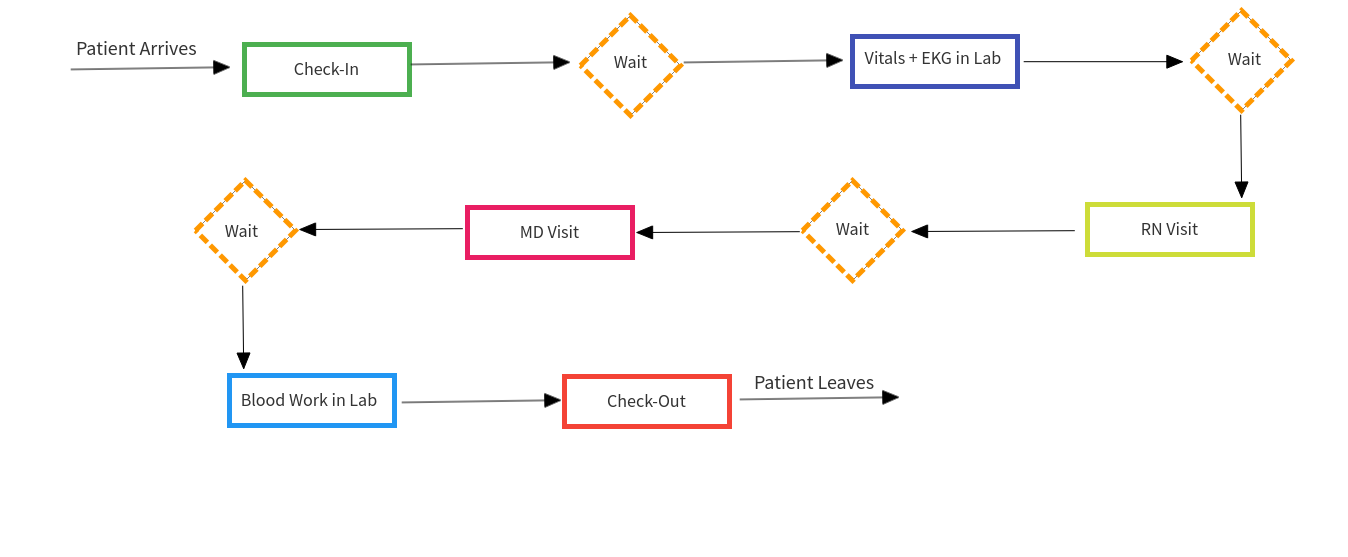 Patient Arrives
Check-In
Wait
Vitals + EKG in Lab
Wait
RN Visit
Wait
MD Visit
Wait
Blood Work in Lab
Check-Out
Patient Leaves